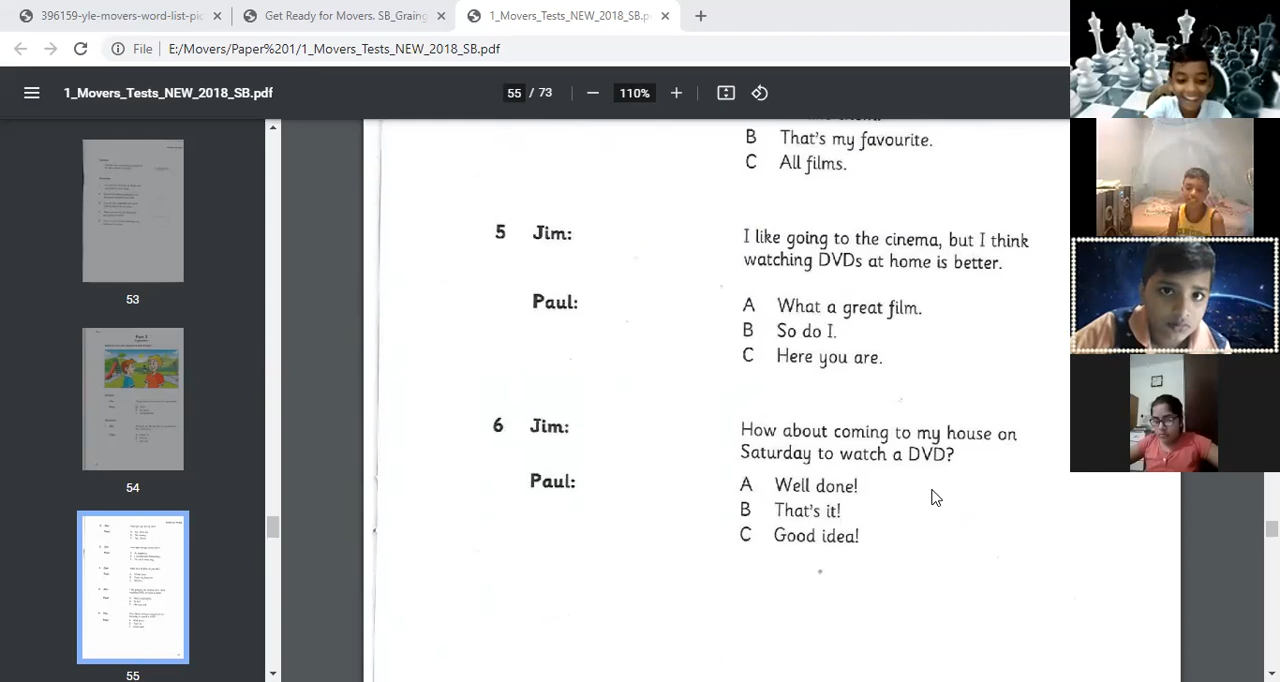 396159-yle-movers-word-list-pic
Get Ready for Movers. SB_Graing
1_Movers_Tests_NEW_2018_SB.p
File
E:/Movers/Paper%201/1_Movers_Tests_NEW_2018_SB.pdf
1_Movers_Tests_NEW_2018_SB.pdf
55 / 73
110%
B That's my favourite.
C All films.
5 Jim: I like going to the cinema, but I think
watching DVDs at home is better.
Paul: A What a great film.
B So do I.
C Here you are.
6 Jim: How about coming to my house on
Saturday to watch a DVD?
Paul: A Well done!
B That's it!
C Good idea!
53
54
55